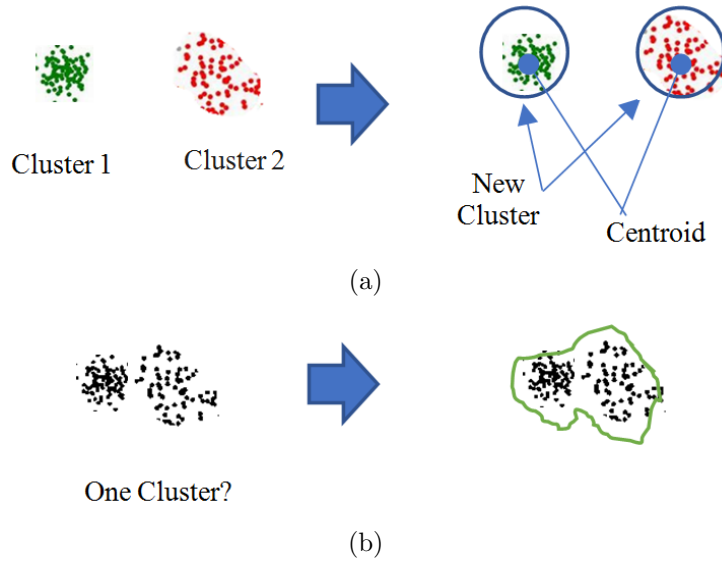 Cluster 1
Cluster 2
New
Cluster
Centroid
(a)
One Cluster?
(b)